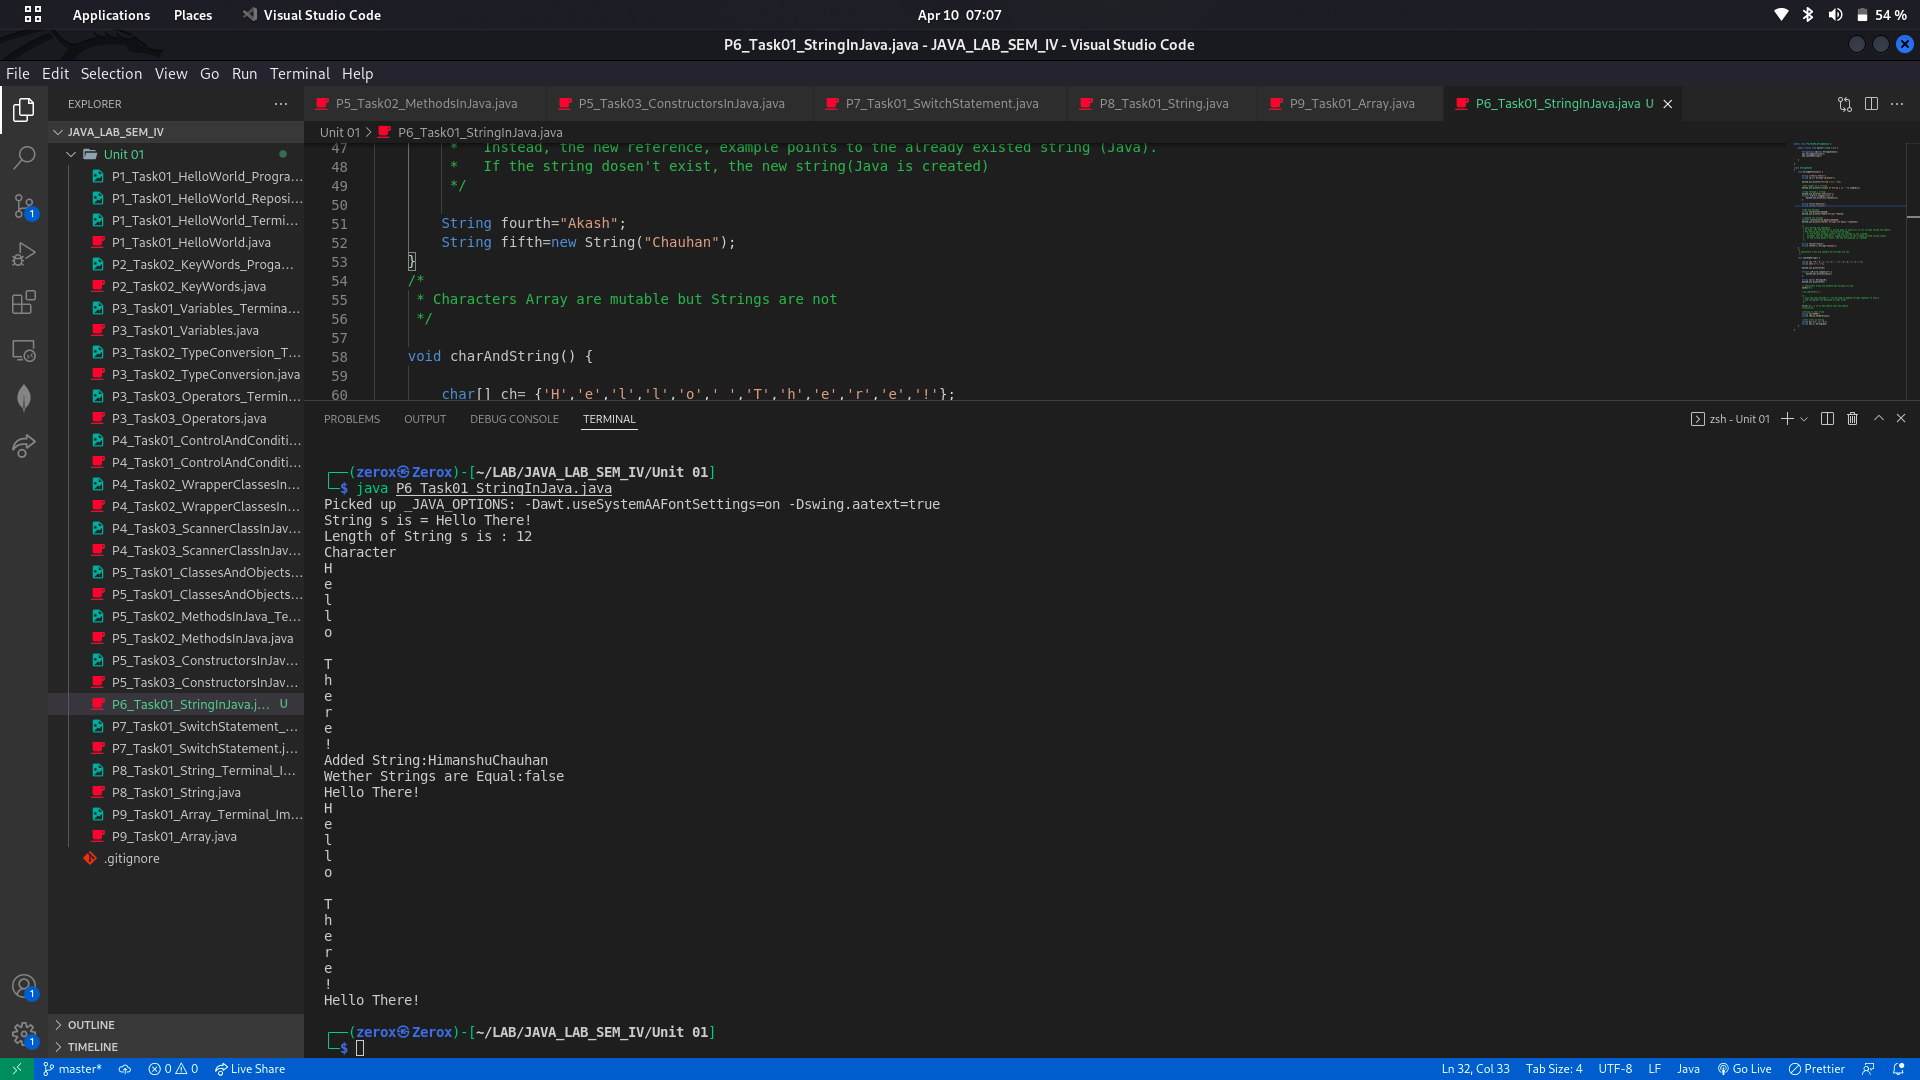 Applications Places Visual Studio Code Apr 10 07:07 54 %
P6_Task01_StringInJava.java - JAVA_LAB_SEM_IV - Visual Studio Code
File Edit Selection View Go Run Terminal Help
EXPLORER
JAVA_LAB_SEM_IV
Unit 01
P1_Task01_HelloWorld_Progra...
P1_Task01_HelloWorld_Reposi...
P1_Task01_HelloWorld_Termi...
P1_Task01_HelloWorld.java
P2_Task02_KeyWords_Proga...
P2_Task02_KeyWords.java
P3_Task01_Variables_Termina...
P3_Task01_Variables.java
P3_Task02_TypeConversion_T...
P3_Task02_TypeConversion.java
P3_Task03_Operators_Termin...
P3_Task03_Operators.java
P4_Task01_ControlAndConditi...
P4_Task01_ControlAndConditi...
P4_Task02_WrapperClassesIn...
P4_Task02_WrapperClassesIn...
P4_Task03_ScannerClassInJav...
P4_Task03_ScannerClassInJav...
P5_Task01_ClassesAndObjects...
P5_Task01_ClassesAndObjects...
P5_Task02_MethodsInJava_Te...
P5_Task02_MethodsInJava.java
P5_Task03_ConstructorsInJav...
P5_Task03_ConstructorsInJav...
P6_Task01_StringInJava.j... U
P7_Task01_SwitchStatement_...
P7_Task01_SwitchStatement.j...
P8_Task01_String_Terminal_I...
P8_Task01_String.java
P9_Task01_Array_Terminal_Im...
P9_Task01_Array.java
.gitignore
OUTLINE
TIMELINE
1
1
1
P5_Task02_MethodsInJava.java P5_Task03_ConstructorsInJava.java P7_Task01_SwitchStatement.java P8_Task01_String.java P9_Task01_Array.java P6_Task01_StringInJava.java U
Unit 01 > P6_Task01_StringInJava.java
47 * Instead, the new reference, example points to the already existed string (Java).
48 * If the string dosen't exist, the new string(Java is created)
49 */
50
51 String fourth="Akash";
52 String fifth=new String("Chauhan");
53 }
54 /*
55 * Characters Array are mutable but Strings are not
56 */
57
58 void charAndString() {
59
60 char[] ch= {'H','e','l','l','o',' ','T','h','e','r','e','!'};
PROBLEMS OUTPUT DEBUG CONSOLE TERMINAL zsh - Unit 01
┌──(zerox㉿Zerox)-[~/LAB/JAVA_LAB_SEM_IV/Unit 01]
└─$ java P6_Task01_StringInJava.java
Picked up _JAVA_OPTIONS: -Dawt.useSystemAAFontSettings=on -Dswing.aatext=true
String s is = Hello There!
Length of String s is : 12
Character
H
e
l
l
o

T
h
e
r
e
!
Added String:HimanshuChauhan
Wether Strings are Equal:false
Hello There!
H
e
l
l
o

T
h
e
r
e
!
Hello There!
┌──(zerox㉿Zerox)-[~/LAB/JAVA_LAB_SEM_IV/Unit 01]
└─$
master* 0 0 Live Share Ln 32, Col 33 Tab Size: 4 UTF-8 LF Java Go Live Prettier